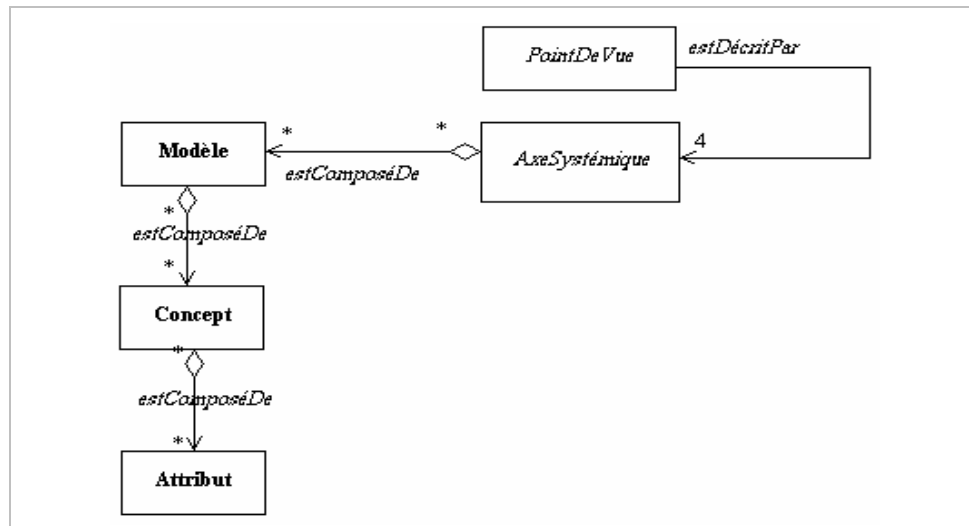 PointDeVue
estDécritPar
4
Modèle
*
*
estComposéDe
AxeSystémique
*
estComposéDe
*
Concept
*
estComposéDe
*
Attribut